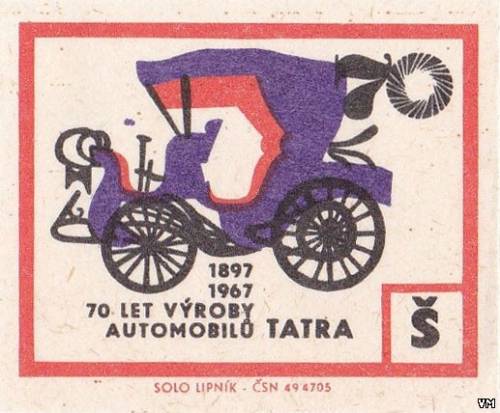 70
1897
1967
70 LET VÝROBY
AUTOMOBILŮ TATRA
Š
SOLO LIPNÍK - ČSN 49 4705
VM